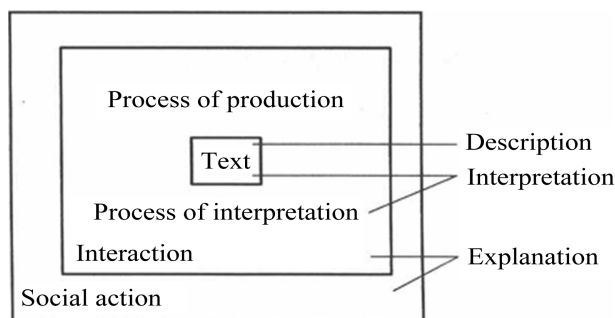 Process of production
Description
Text
Interpretation
Process of interpretation
Interaction
Explanation
Social action